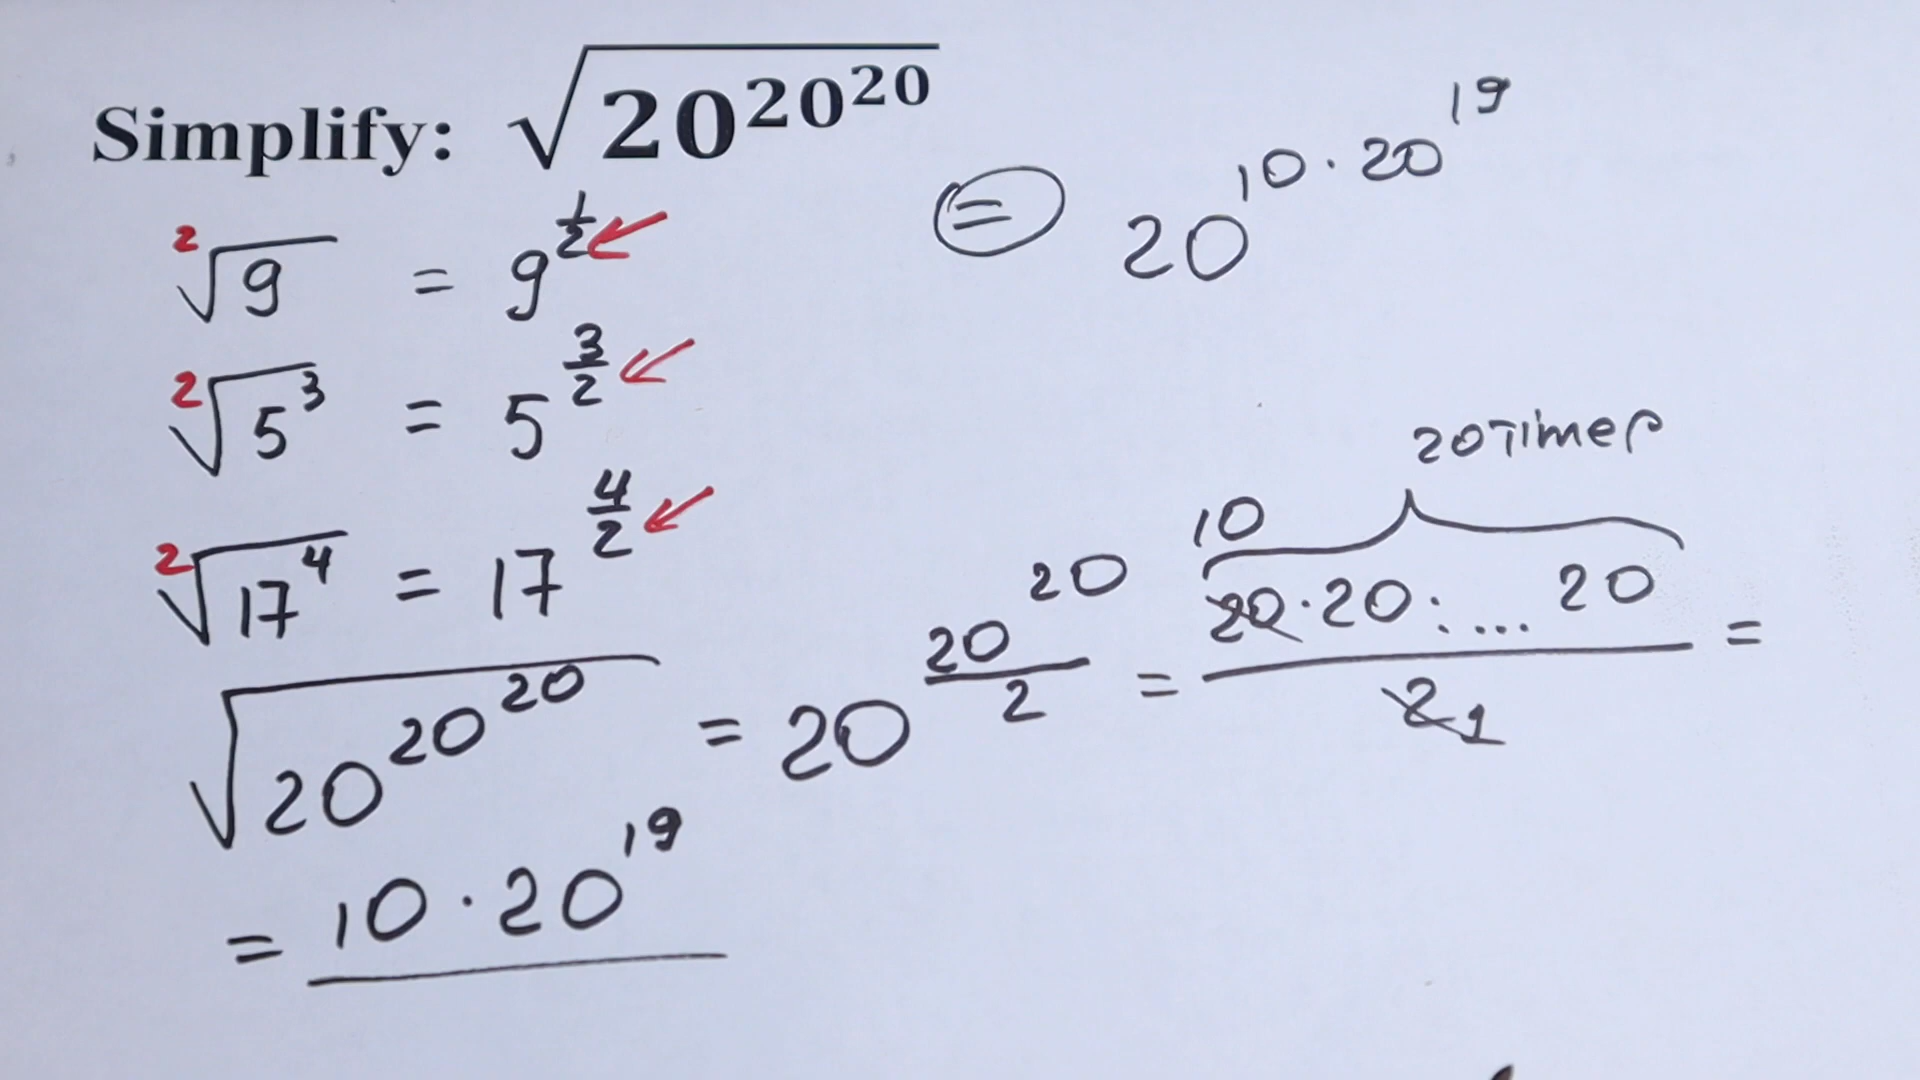 Simplify: √20^20^20 = 20^10·20^19
²√9 = 9^1/2
²√5³ = 5^3/2
²√17⁴ = 17^4/2
20 times
√20^20^20 = 20^20^20/2 = 10 20·20·... 20 / 2 1 =
= 10·20^19